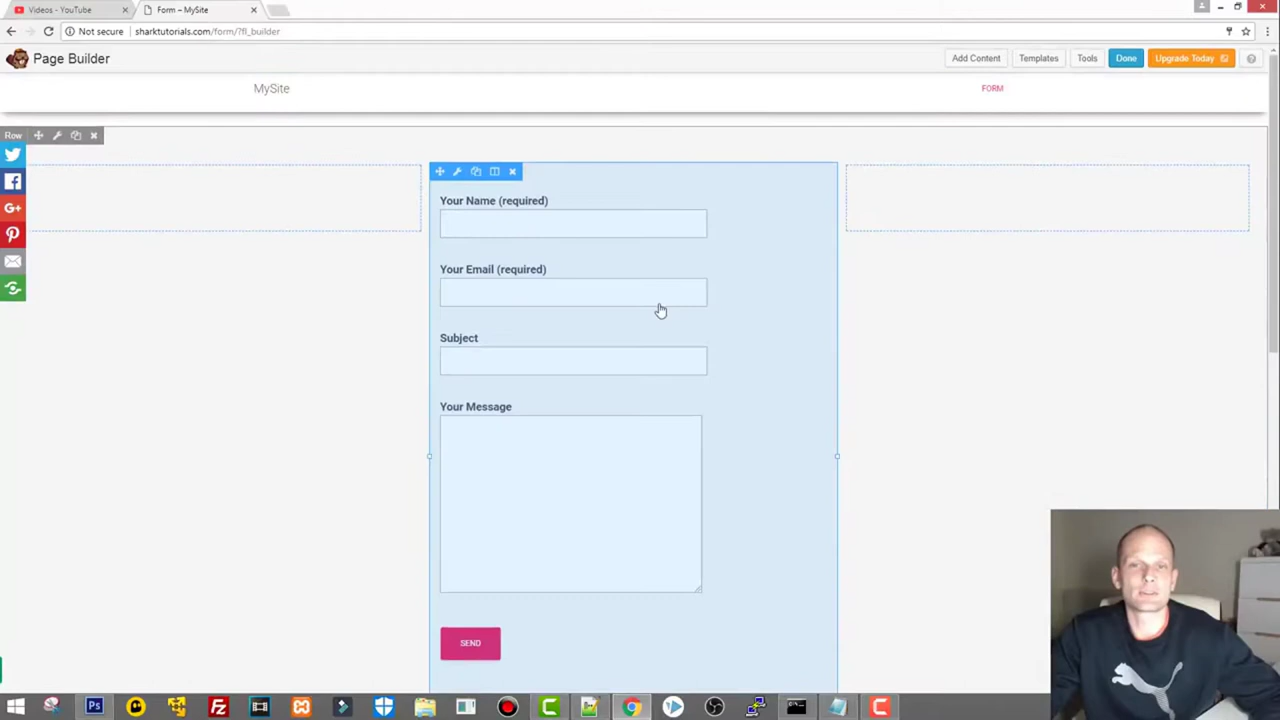 Videos - YouTube
Form – MySite
Not secure
sharktutorials.com/form/?fl_builder
Page Builder
Add Content
Templates
Tools
Done
Upgrade Today
MySite
FORM
Row
Your Name (required)
Your Email (required)
Subject
Your Message
SEND
PUMA